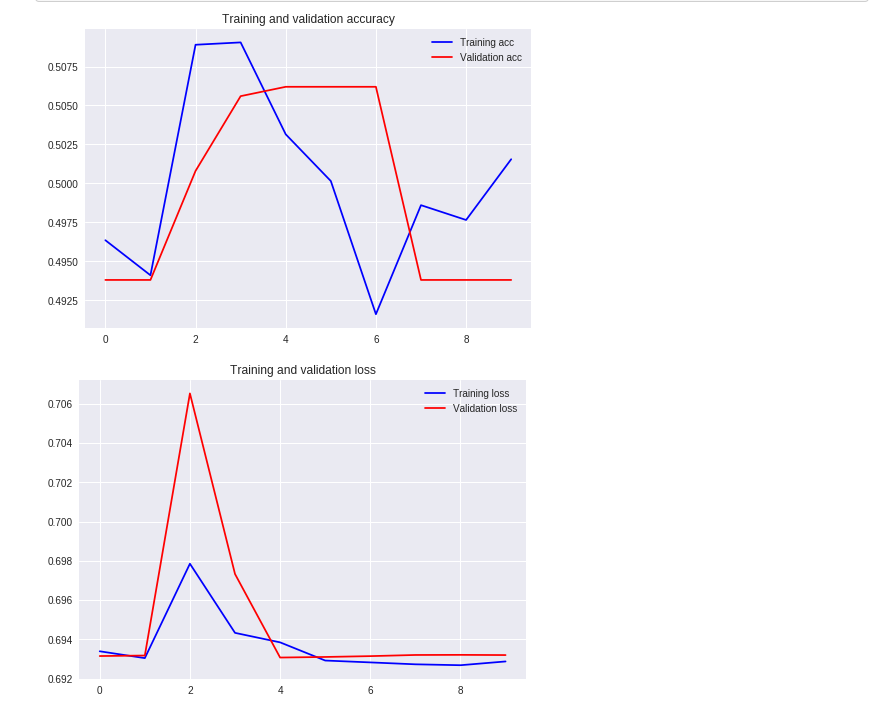 Training and validation accuracy
Training acc
Validation acc
0.5075
0.5050
0.5025
0.5000
0.4975
0.4950
0.4925
0 2 4 6 8
Training and validation loss
Training loss
Validation loss
0.706
0.704
0.702
0.700
0.698
0.696
0.694
0.692
0 2 4 6 8